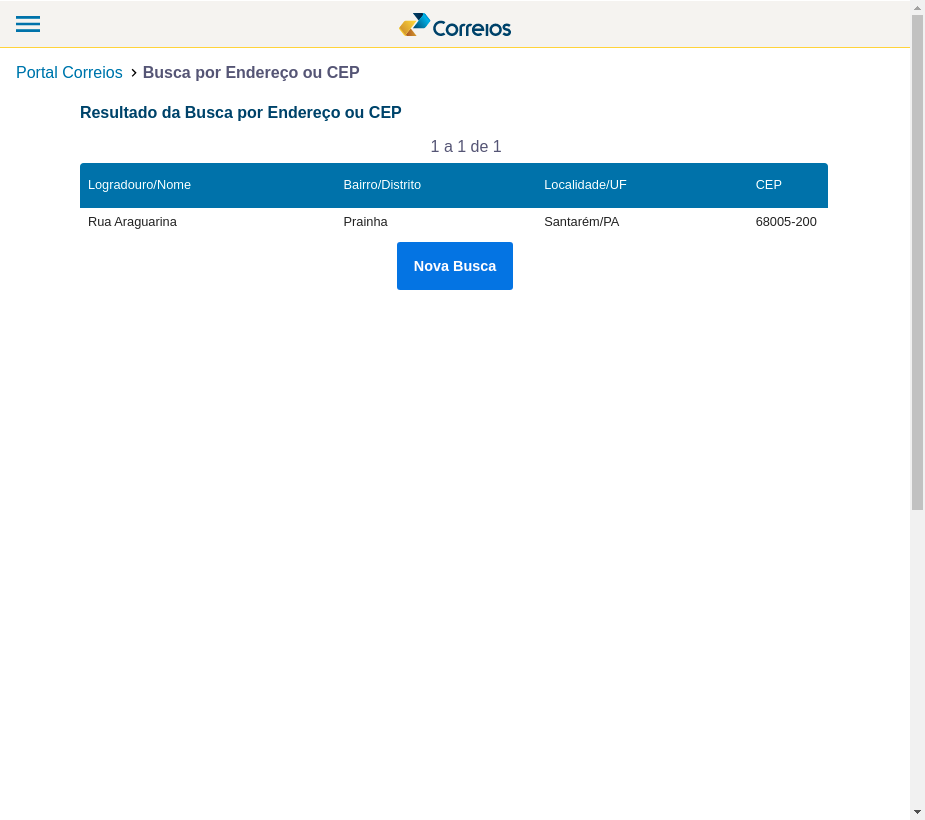 Correios
Portal Correios > Busca por Endereço ou CEP
Resultado da Busca por Endereço ou CEP
1 a 1 de 1
Logradouro/Nome Bairro/Distrito Localidade/UF CEP
Rua Araguarina Prainha Santarém/PA 68005-200
Nova Busca